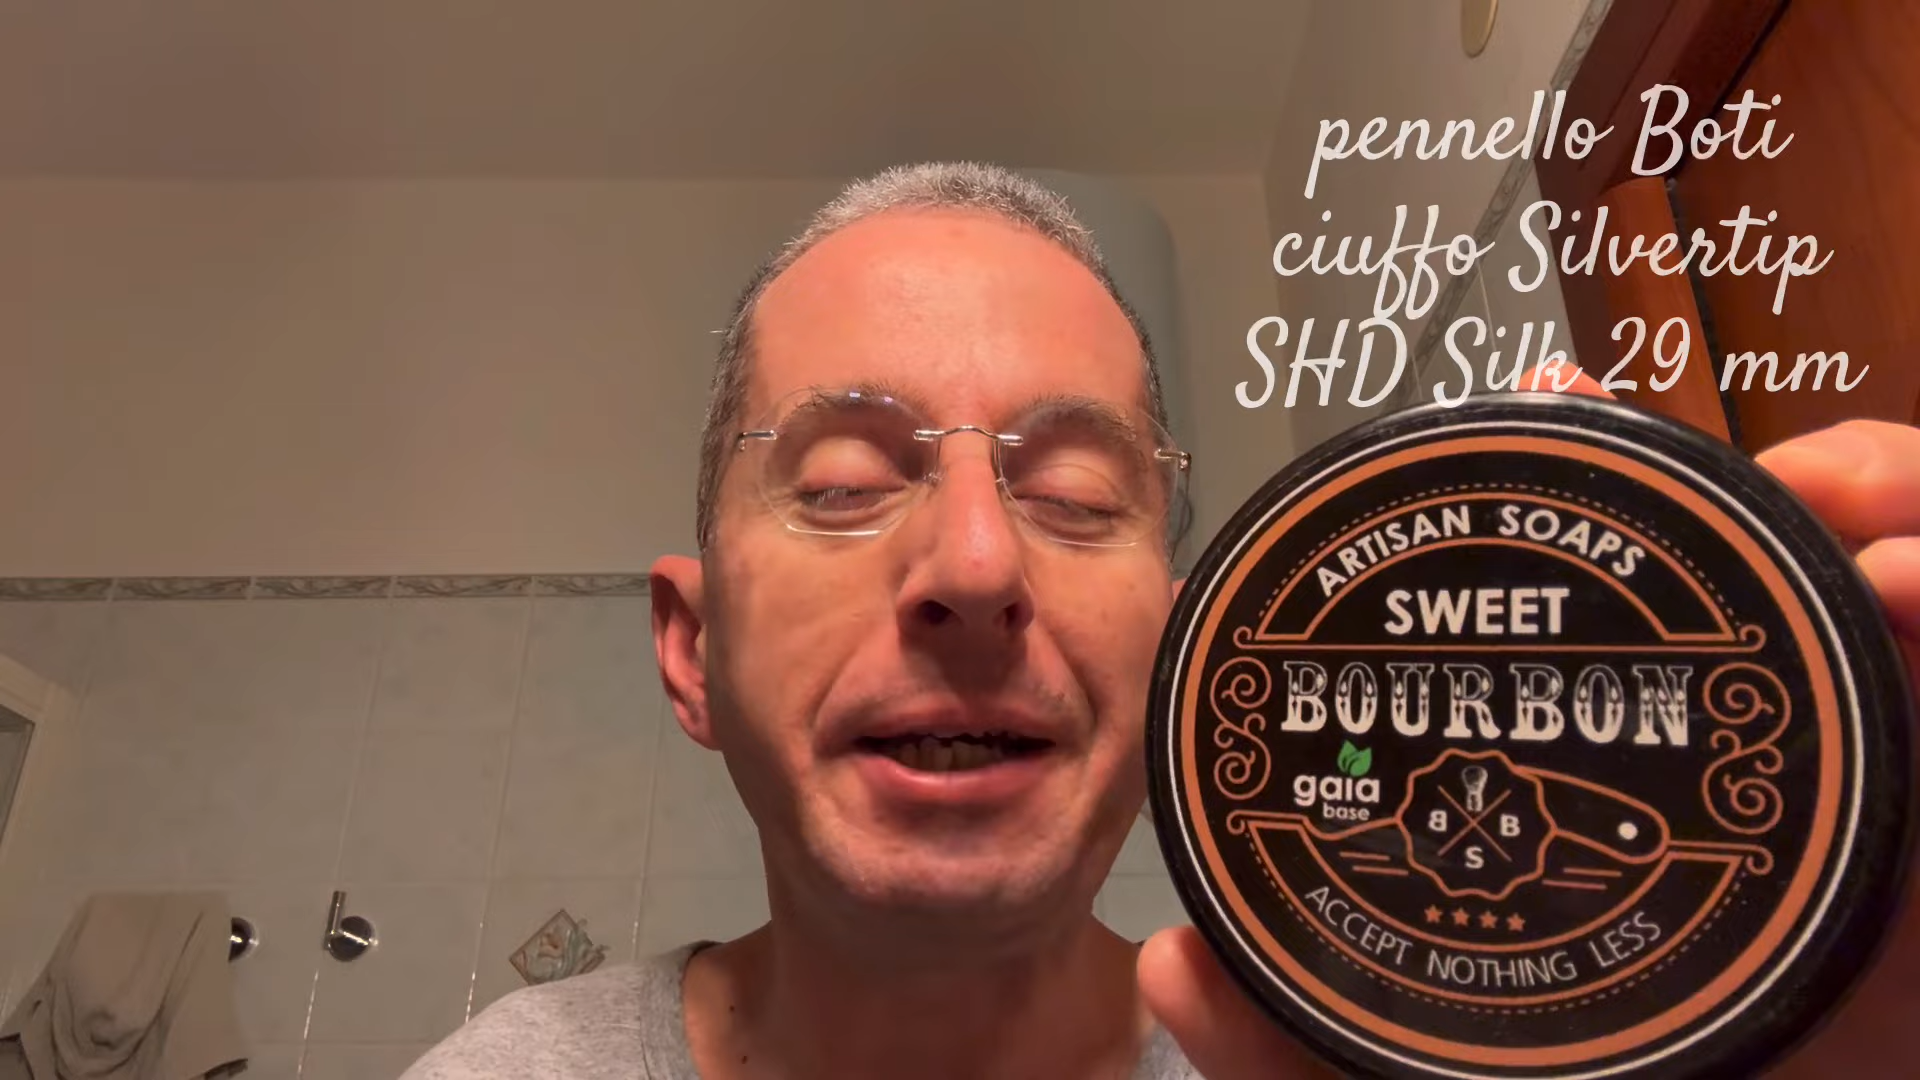 pennello Boti
ciuffo Silvertip
SHD Silk 29 mm
ARTISAN SOAPS
SWEET
BOURBON
gaia
base
B B
S
ACCEPT NOTHING LESS